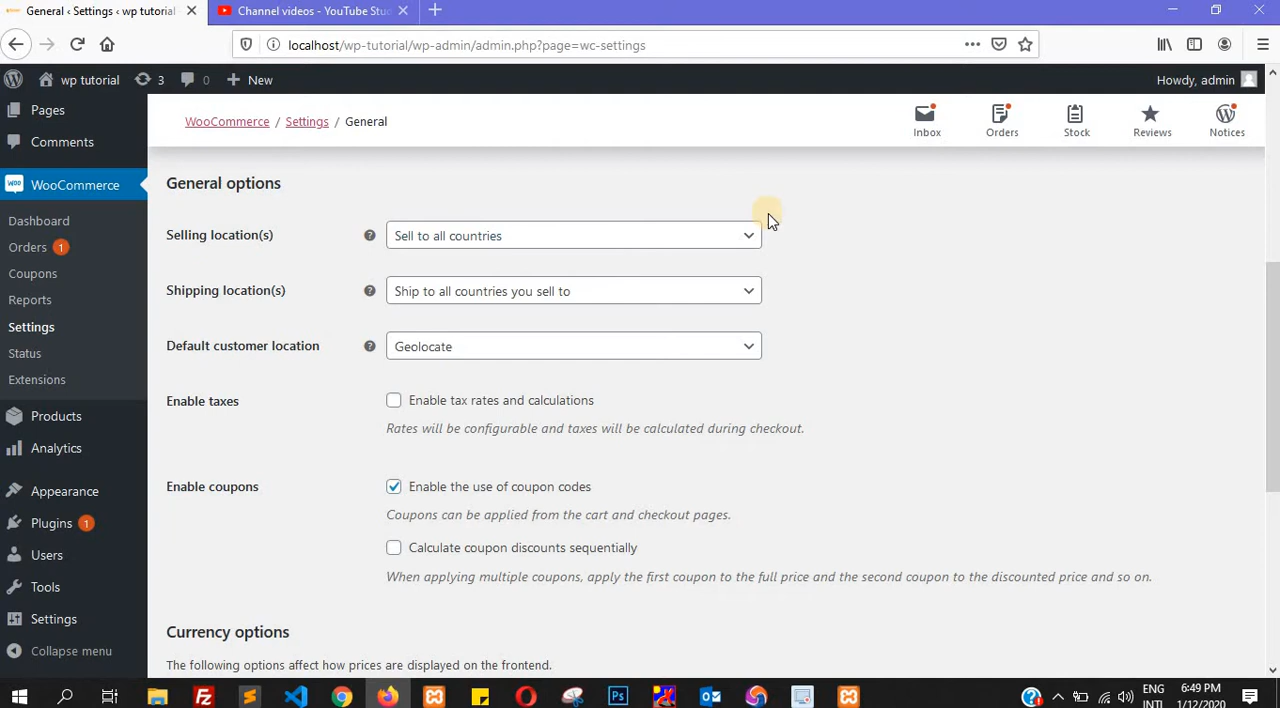 General < Settings < wp tutorial
Channel videos - YouTube Stu
localhost/wp-tutorial/wp-admin/admin.php?page=wc-settings
wp tutorial 3 0 New Howdy, admin
Pages
Comments
WooCommerce
Dashboard
Orders 1
Coupons
Reports
Settings
Status
Extensions
Products
Analytics
Appearance
Plugins 1
Users
Tools
Settings
Collapse menu
WooCommerce / Settings / General
Inbox Orders Stock Reviews Notices
General options
Selling location(s) Sell to all countries
Shipping location(s) Ship to all countries you sell to
Default customer location Geolocate
Enable taxes Enable tax rates and calculations
Rates will be configurable and taxes will be calculated during checkout.
Enable coupons Enable the use of coupon codes
Coupons can be applied from the cart and checkout pages.
Calculate coupon discounts sequentially
When applying multiple coupons, apply the first coupon to the full price and the second coupon to the discounted price and so on.
Currency options
The following options affect how prices are displayed on the frontend.
ENG 6:49 PM
INTL 1/12/2020